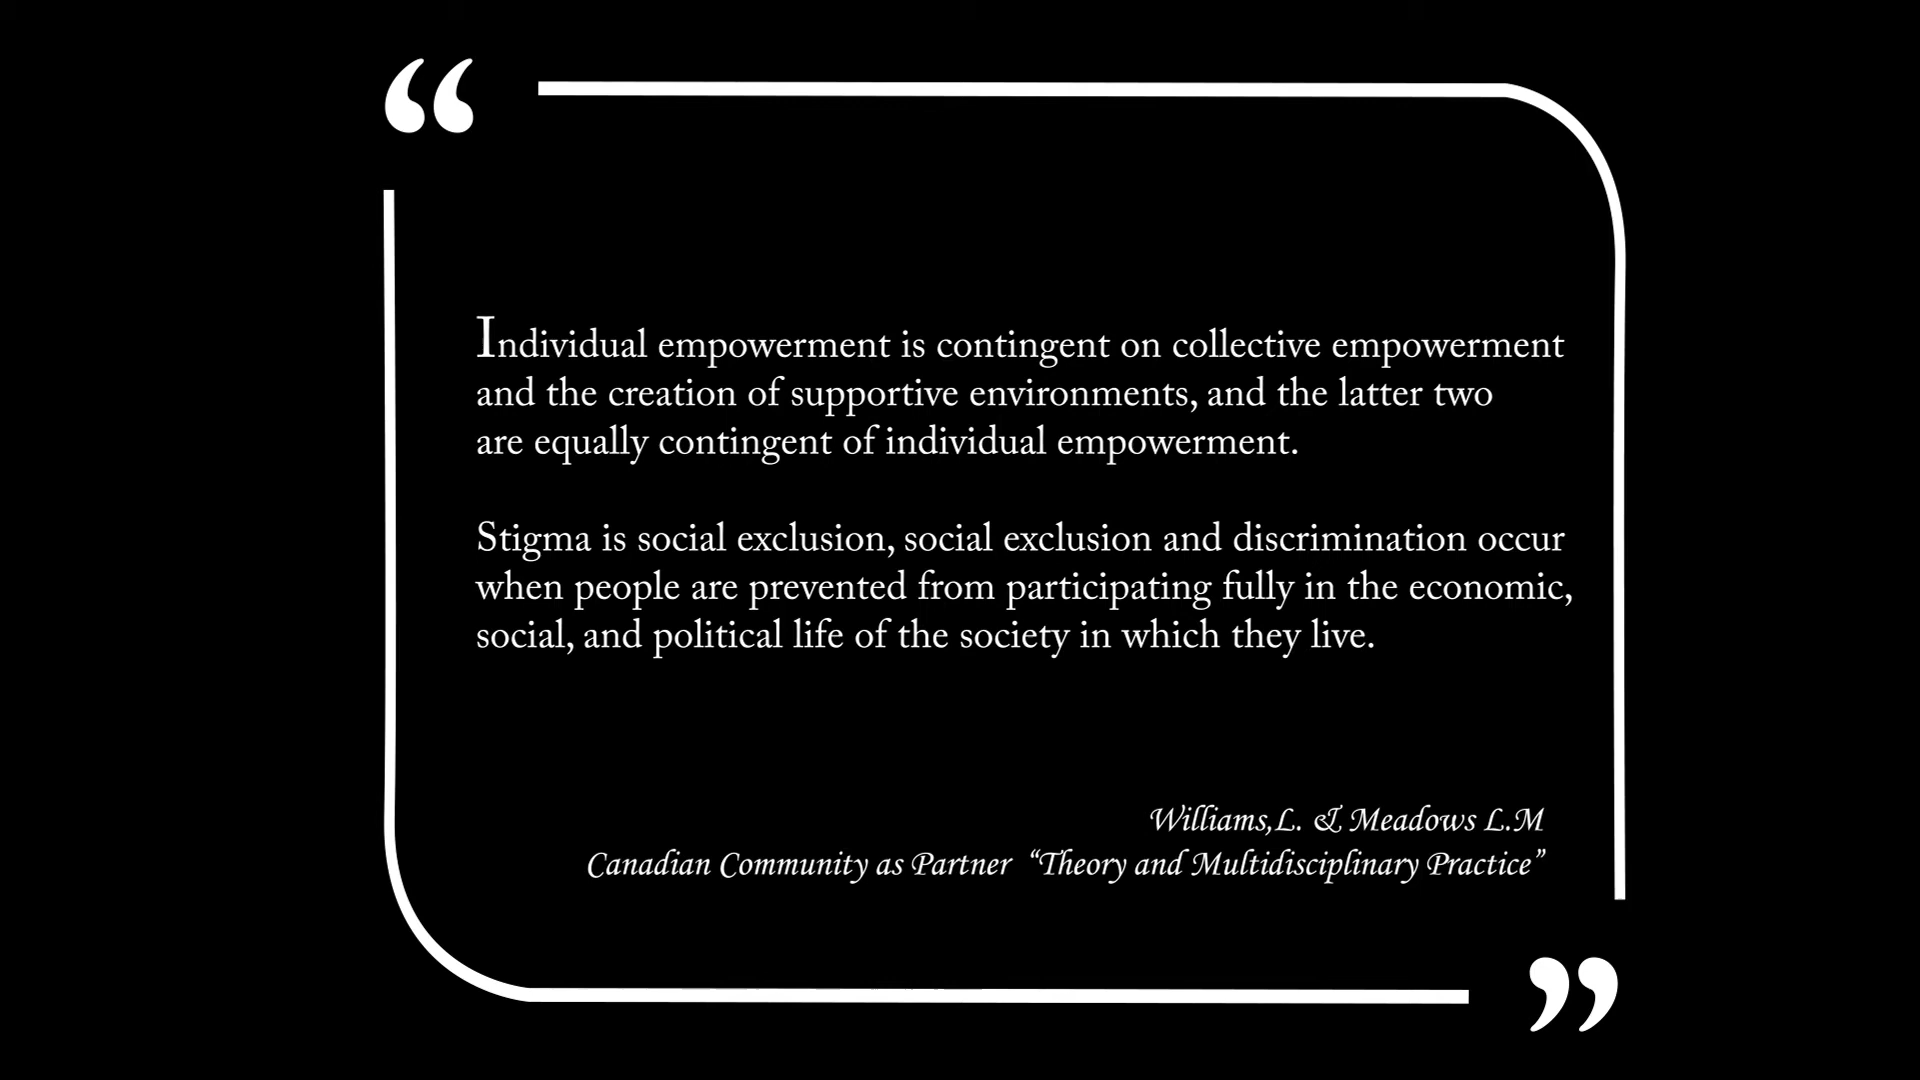 “
Individual empowerment is contingent on collective empowerment
and the creation of supportive environments, and the latter two
are equally contingent of individual empowerment.
Stigma is social exclusion, social exclusion and discrimination occur
when people are prevented from participating fully in the economic,
social, and political life of the society in which they live.
Williams,L. & Meadows L.M
Canadian Community as Partner “Theory and Multidisciplinary Practice”
”